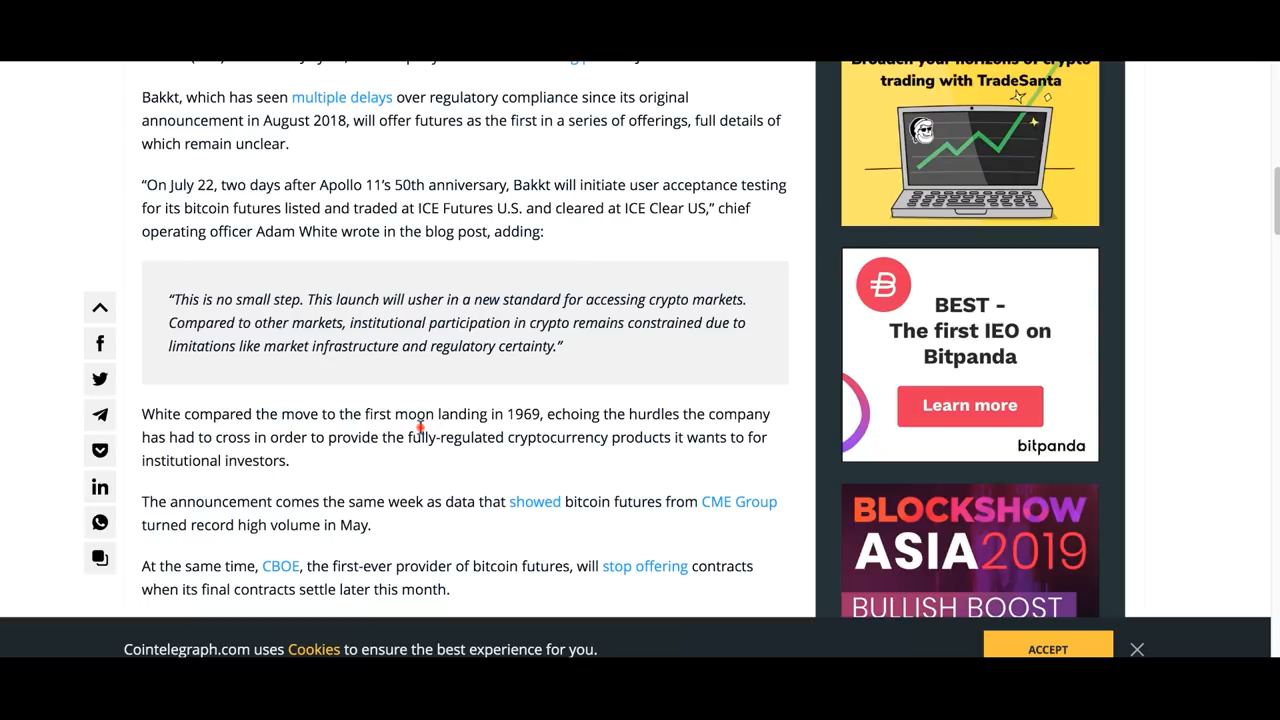 Bakkt, which has seen multiple delays over regulatory compliance since its original
announcement in August 2018, will offer futures as the first in a series of offerings, full details of
which remain unclear.
“On July 22, two days after Apollo 11’s 50th anniversary, Bakkt will initiate user acceptance testing
for its bitcoin futures listed and traded at ICE Futures U.S. and cleared at ICE Clear US,” chief
operating officer Adam White wrote in the blog post, adding:
“This is no small step. This launch will usher in a new standard for accessing crypto markets.
Compared to other markets, institutional participation in crypto remains constrained due to
limitations like market infrastructure and regulatory certainty.”
White compared the move to the first moon landing in 1969, echoing the hurdles the company
has had to cross in order to provide the fully-regulated cryptocurrency products it wants to for
institutional investors.
The announcement comes the same week as data that showed bitcoin futures from CME Group
turned record high volume in May.
At the same time, CBOE, the first-ever provider of bitcoin futures, will stop offering contracts
when its final contracts settle later this month.
Broaden your horizons of crypto
trading with TradeSanta
BEST -
The first IEO on
Bitpanda
Learn more
bitpanda
BLOCKSHOW
ASIA2019
BULLISH BOOST
Cointelegraph.com uses Cookies to ensure the best experience for you.
ACCEPT